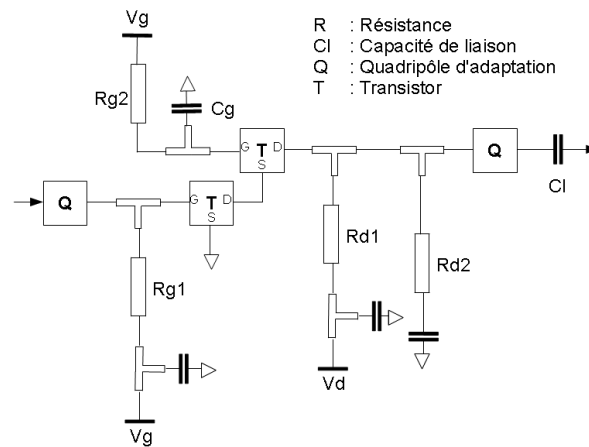 Vg
R : Résistance
Cl : Capacité de liaison
Q : Quadripôle d'adaptation
T : Transistor
Rg2
Cg
G T D
S
Q
Cl
Q
G T D
S
Rg1
Rd1
Rd2
Vd
Vg